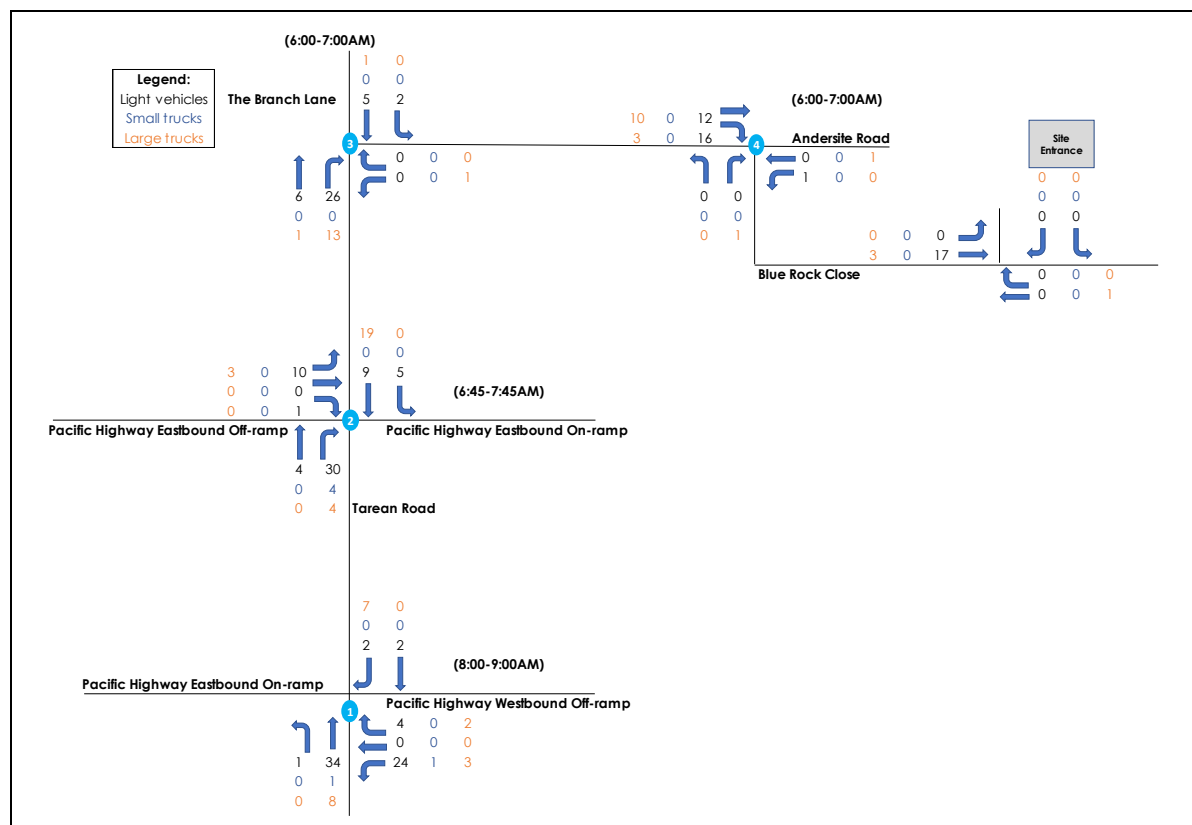 (6:00-7:00AM)
Legend:
Light vehicles
Small trucks
Large trucks
The Branch Lane
1 0
0 0
5 2
3
0 0 0
0 0 1
6 26
0 0
1 13
(6:00-7:00AM)
10 0 12
3 0 16
Andersite Road
4
0 0 1
1 0 0
0 0
0 0
0 1
Site
Entrance
0 0
0 0
0 0
0 0 0
3 0 17
Blue Rock Close
0 0 0
0 0 1
19 0
0 0
9 5
3 0 10
0 0 0
0 0 1
(6:45-7:45AM)
2
Pacific Highway Eastbound Off-ramp
Pacific Highway Eastbound On-ramp
4 30
0 4
0 4
Tarean Road
7 0
0 0
2 2
(8:00-9:00AM)
Pacific Highway Eastbound On-ramp
Pacific Highway Westbound Off-ramp
1
4 0 2
0 0 0
24 1 3
1 34
0 1
0 8